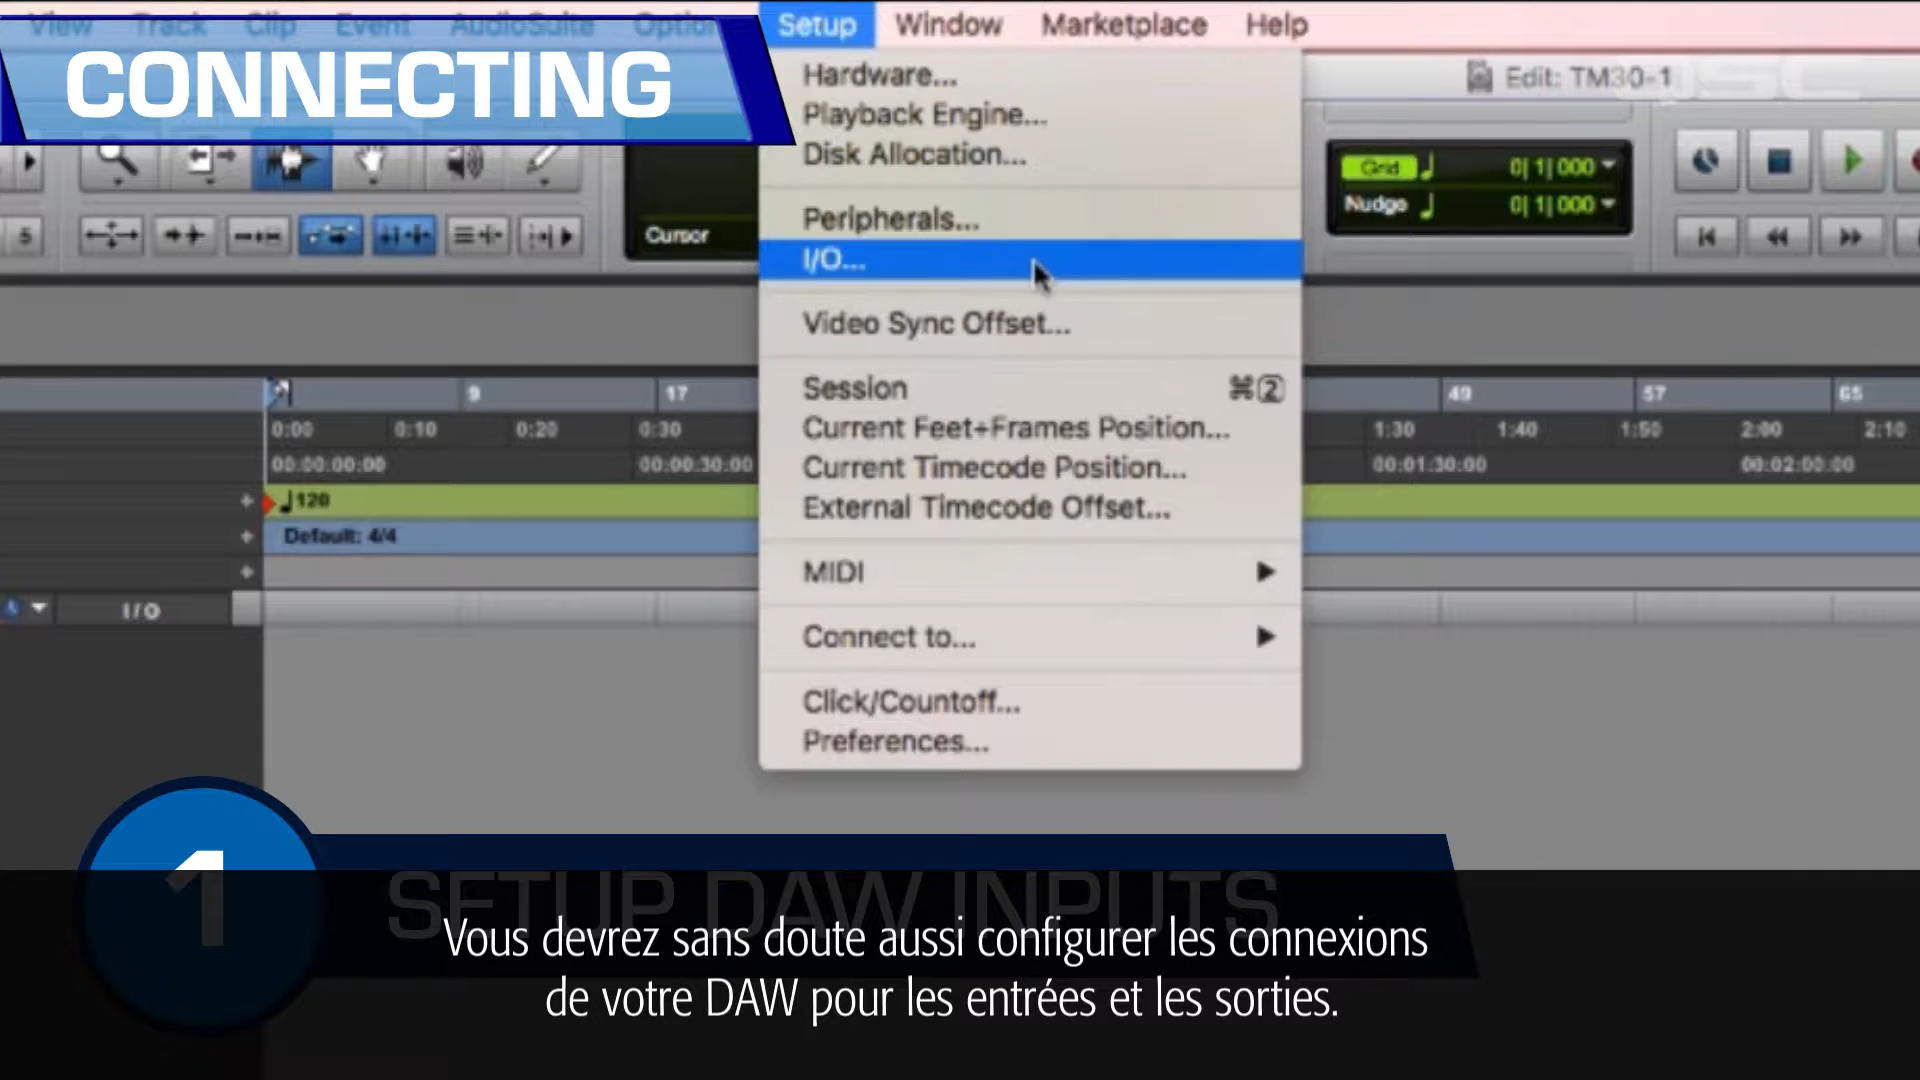 View Track Clip Event AudioSuite Setup Window Marketplace Help
CONNECTING
Hardware...
Playback Engine...
Disk Allocation...
Peripherals...
I/O...
Video Sync Offset...
Session ⌘2
Current Feet+Frames Position...
Current Timecode Position...
External Timecode Offset...
MIDI
Connect to...
Click/Countoff...
Preferences...
Edit: TM30-1
Grid 0| 1| 000
Nudge 0| 1| 000
5
Cursor
9 17 49 57 65
0:00 0:10 0:20 0:30 1:30 1:40 1:50 2:00 2:10
00:00:00:00 00:00:30:00 00:01:30:00 00:02:00:00
120
Default: 4/4
I/O
1
SETUP DAW INPUTS
Vous devrez sans doute aussi configurer les connexions
de votre DAW pour les entrées et les sorties.